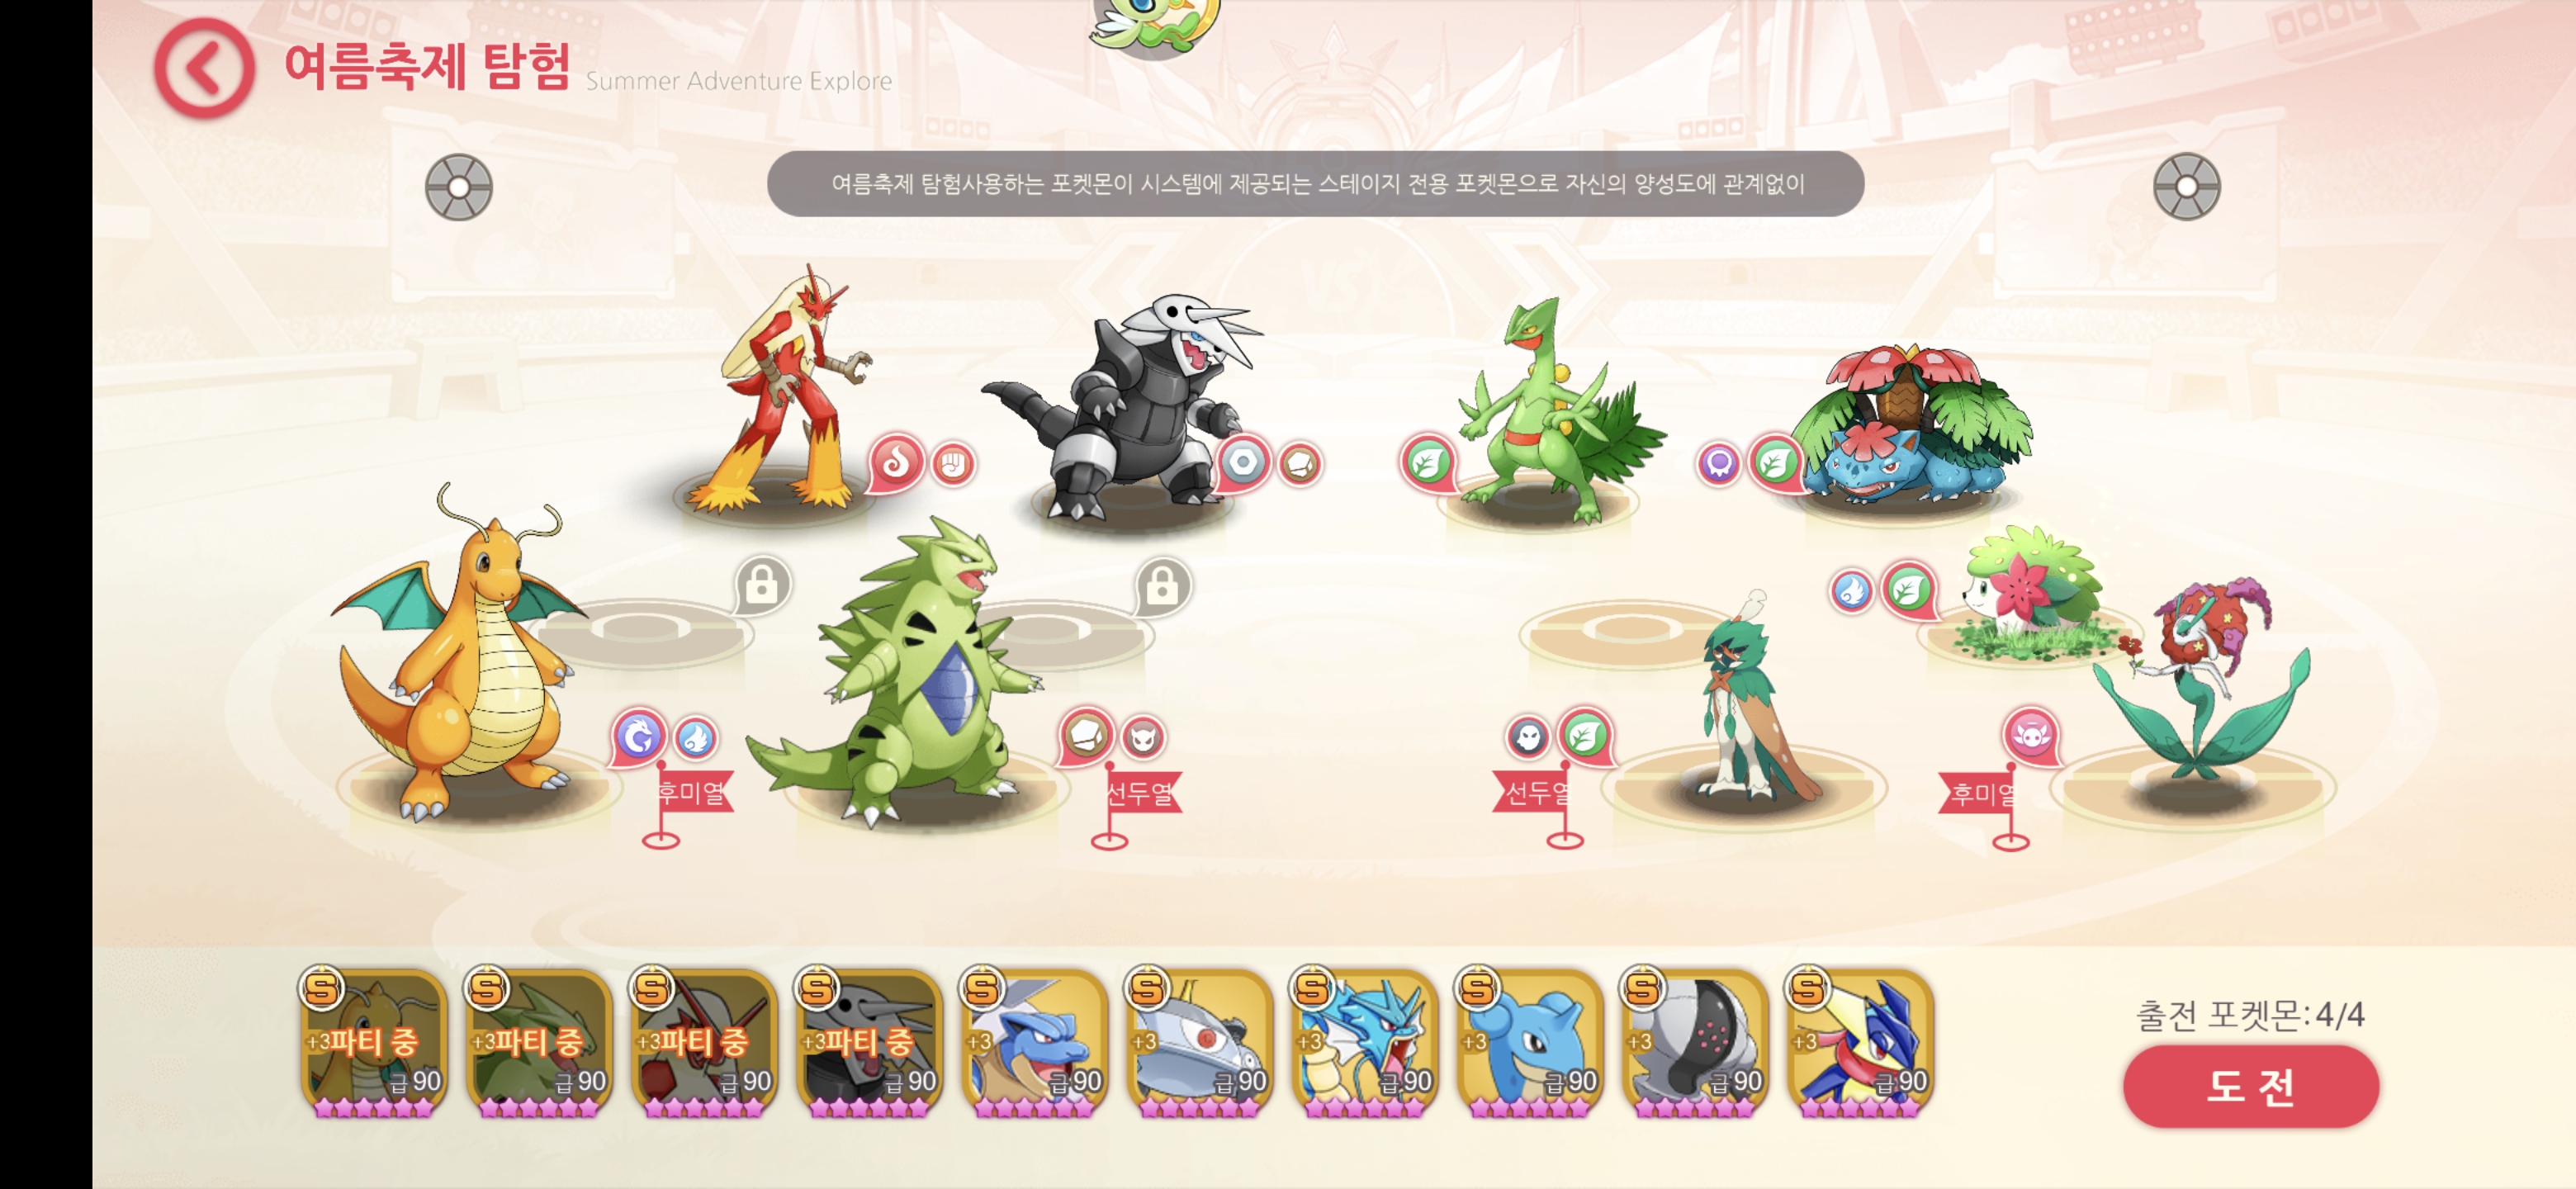 여름축제 탐험 Summer Adventure Explore
여름축제 탐험사용하는 포켓몬이 시스템에 제공되는 스테이지 전용 포켓몬으로 자신의 양성도에 관계없이
VS
후미열 선두열 선두열 후미열
S S S S S S S S S S
+3 파티 중 +3 파티 중 +3 파티 중 +3 파티 중 +3 +3 +3 +3 +3 +3
급90 급90 급90 급90 급90 급90 급90 급90 급90 급90
출전 포켓몬: 4/4
도 전